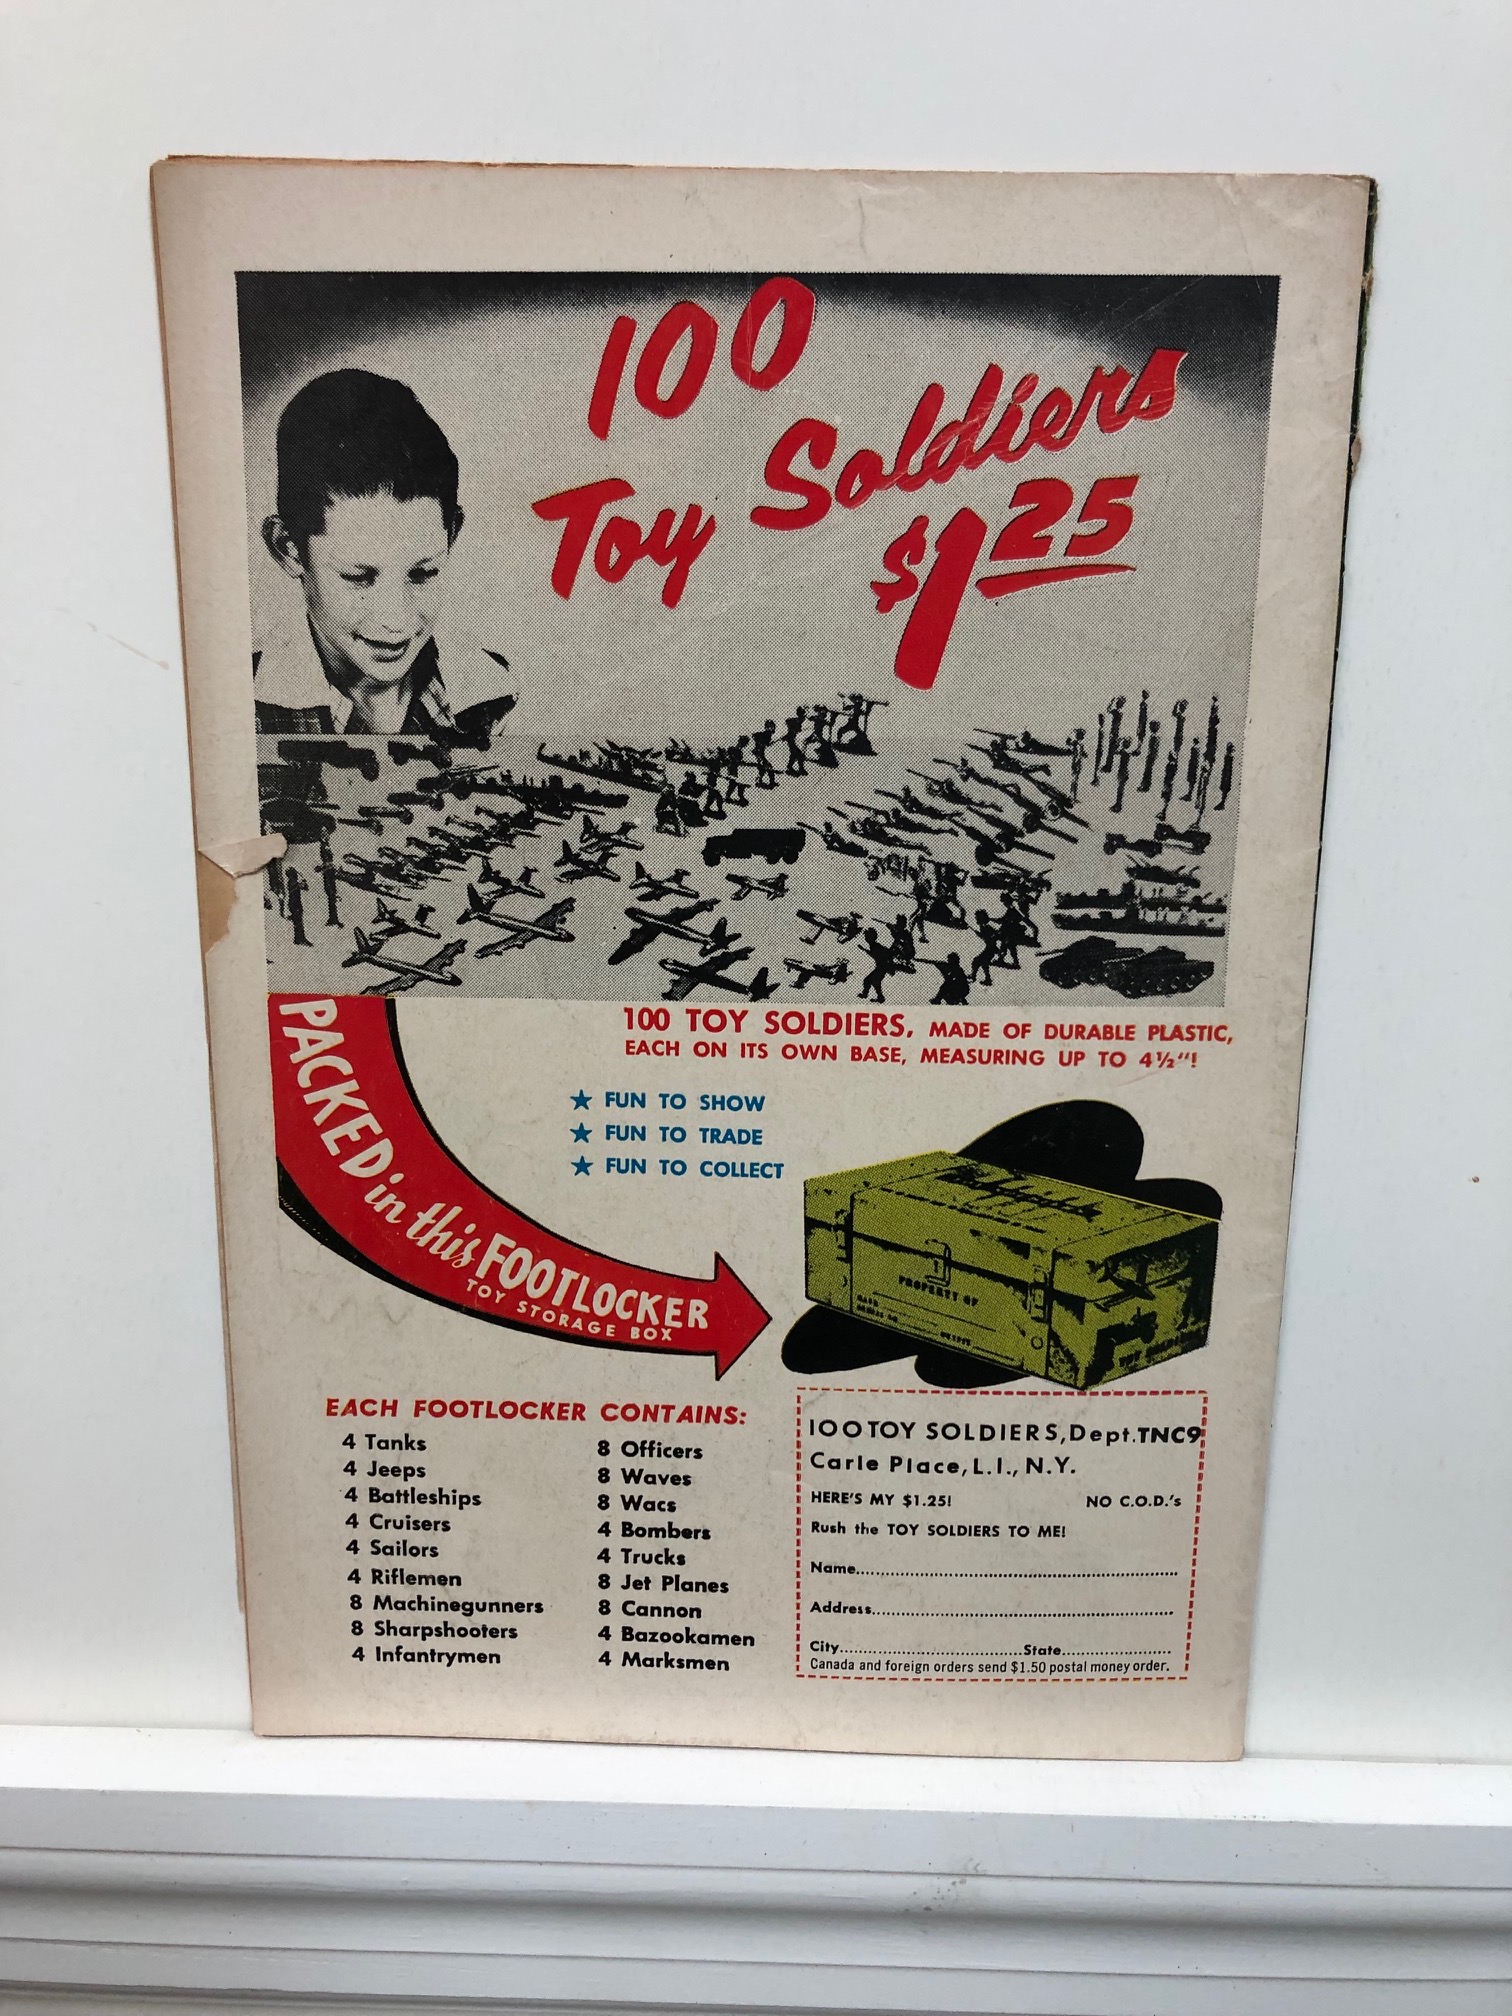 100
Toy Soldiers
$1.25
100 TOY SOLDIERS, MADE OF DURABLE PLASTIC,
EACH ON ITS OWN BASE, MEASURING UP TO 4½"!
★ FUN TO SHOW
★ FUN TO TRADE
★ FUN TO COLLECT
PACKED in this FOOTLOCKER
TOY STORAGE BOX
PROPERTY OF
EACH FOOTLOCKER CONTAINS:
4 Tanks
4 Jeeps
4 Battleships
4 Cruisers
4 Sailors
4 Riflemen
8 Machinegunners
8 Sharpshooters
4 Infantrymen
8 Officers
8 Waves
8 Wacs
4 Bombers
4 Trucks
8 Jet Planes
8 Cannon
4 Bazookamen
4 Marksmen
100 TOY SOLDIERS, Dept. TNC9
Carle Place, L.I., N.Y.
HERE'S MY $1.25! NO C.O.D.'s
Rush the TOY SOLDIERS TO ME!
Name
Address
City State
Canada and foreign orders send $1.50 postal money order.